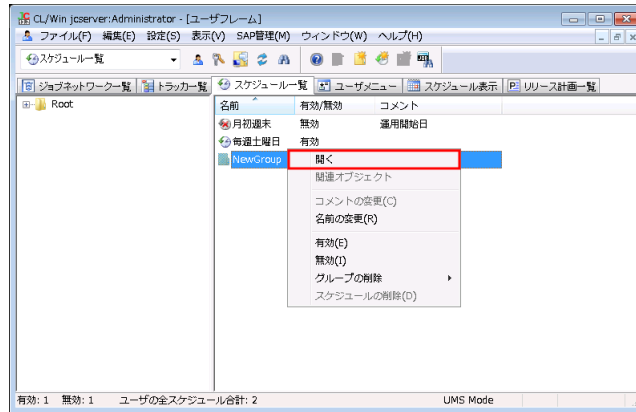 CL/Win jcserver:Administrator - [ユーザフレーム]
ファイル(F) 編集(E) 設定(S) 表示(V) SAP管理(M) ウィンドウ(W) ヘルプ(H)
スケジュール一覧
ジョブネットワーク一覧 トラッカ一覧 スケジュール一覧 ユーザメニュー スケジュール表示 リリース計画一覧
Root
名前 有効/無効 コメント
月初週末 無効 運用開始日
毎週土曜日 有効
NewGroup
開く
関連オブジェクト
コメントの変更(C)
名前の変更(R)
有効(E)
無効(I)
グループの削除
スケジュールの削除(D)
有効: 1 無効: 1 ユーザの全スケジュール合計: 2 UMS Mode